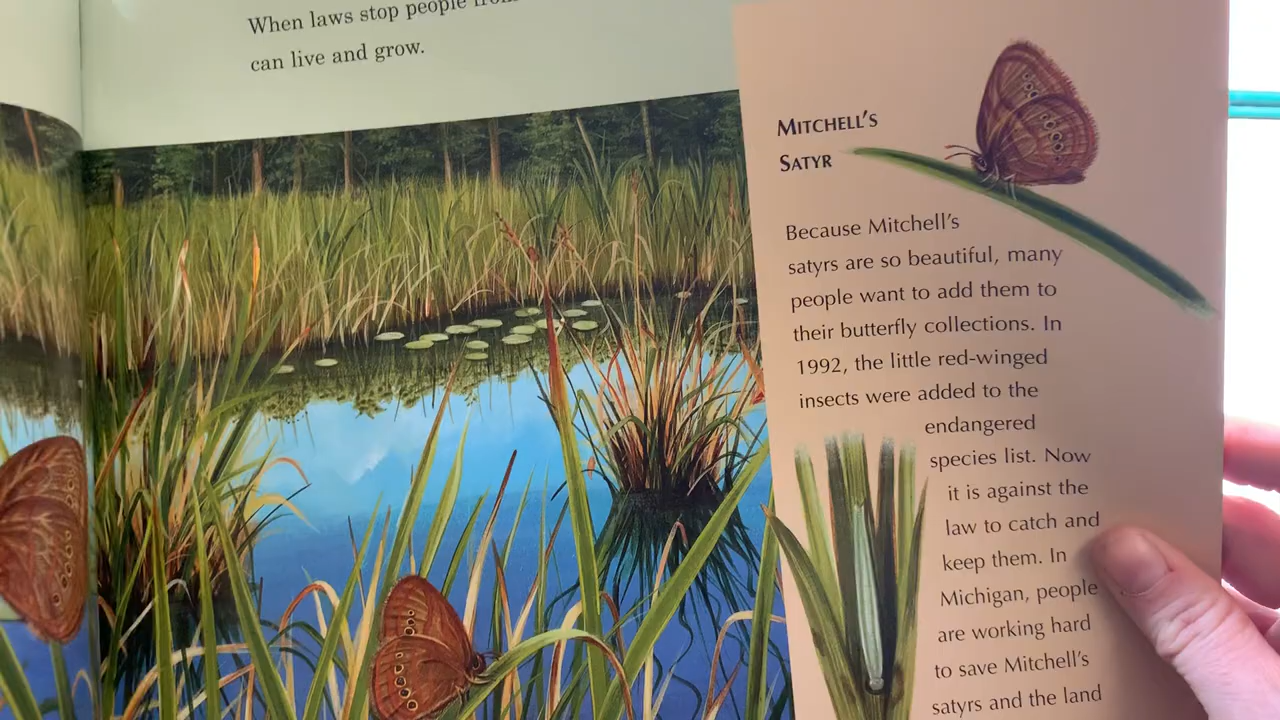 When laws stop people from
can live and grow.
MITCHELL'S
SATYR
Because Mitchell's
satyrs are so beautiful, many
people want to add them to
their butterfly collections. In
1992, the little red-winged
insects were added to the
endangered
species list. Now
it is against the
law to catch and
keep them. In
Michigan, people
are working hard
to save Mitchell's
satyrs and the land